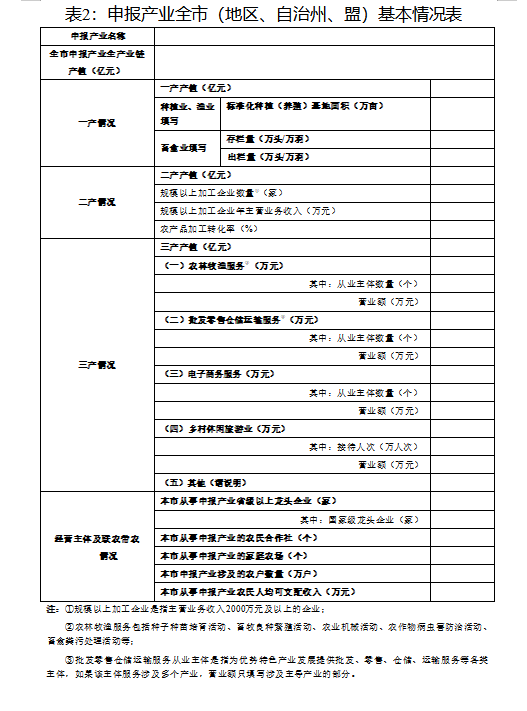 表2：申报产业全市（地区、自治州、盟）基本情况表
申报产业名称
全市申报产业全产业链
产值（亿元）
一产情况
一产产值（亿元）
种植业、渔业
填写
标准化种植（养殖）基地面积（万亩）
畜禽业填写
存栏量（万头/万羽）
出栏量（万头/万羽）
二产情况
二产产值（亿元）
规模以上加工企业数量①（家）
规模以上加工企业年主营业务收入（万元）
农产品加工转化率（%）
三产情况
三产产值（亿元）
（一）农林牧渔服务②（万元）
其中：从业主体数量（个）
营业额（万元）
（二）批发零售仓储运输服务③（万元）
其中：从业主体数量（个）
营业额（万元）
（三）电子商务服务（万元）
其中：从业主体数量（个）
营业额（万元）
（四）乡村休闲旅游业（万元）
其中：接待人次（万人次）
营业额（万元）
（五）其他（请说明）
经营主体及联农带农
情况
本市从事申报产业省级以上龙头企业（家）
其中：国家级龙头企业（家）
本市从事申报产业的农民合作社（个）
本市从事申报产业的家庭农场（个）
本市申报产业涉及的农户数量（万户）
本市从事申报产业农民人均可支配收入（万元）
注：①规模以上加工企业是指主营业务收入2000万元及以上的企业；
②农林牧渔服务包括种子种苗培育活动、畜牧良种繁殖活动、农业机械活动、农作物病虫害防治活动、
畜禽粪污处理活动等；
③批发零售仓储运输服务从业主体是指为优势特色产业发展提供批发、零售、仓储、运输服务等各类
主体，如果该主体服务涉及多个产业，营业额只填写涉及主导产业的部分。